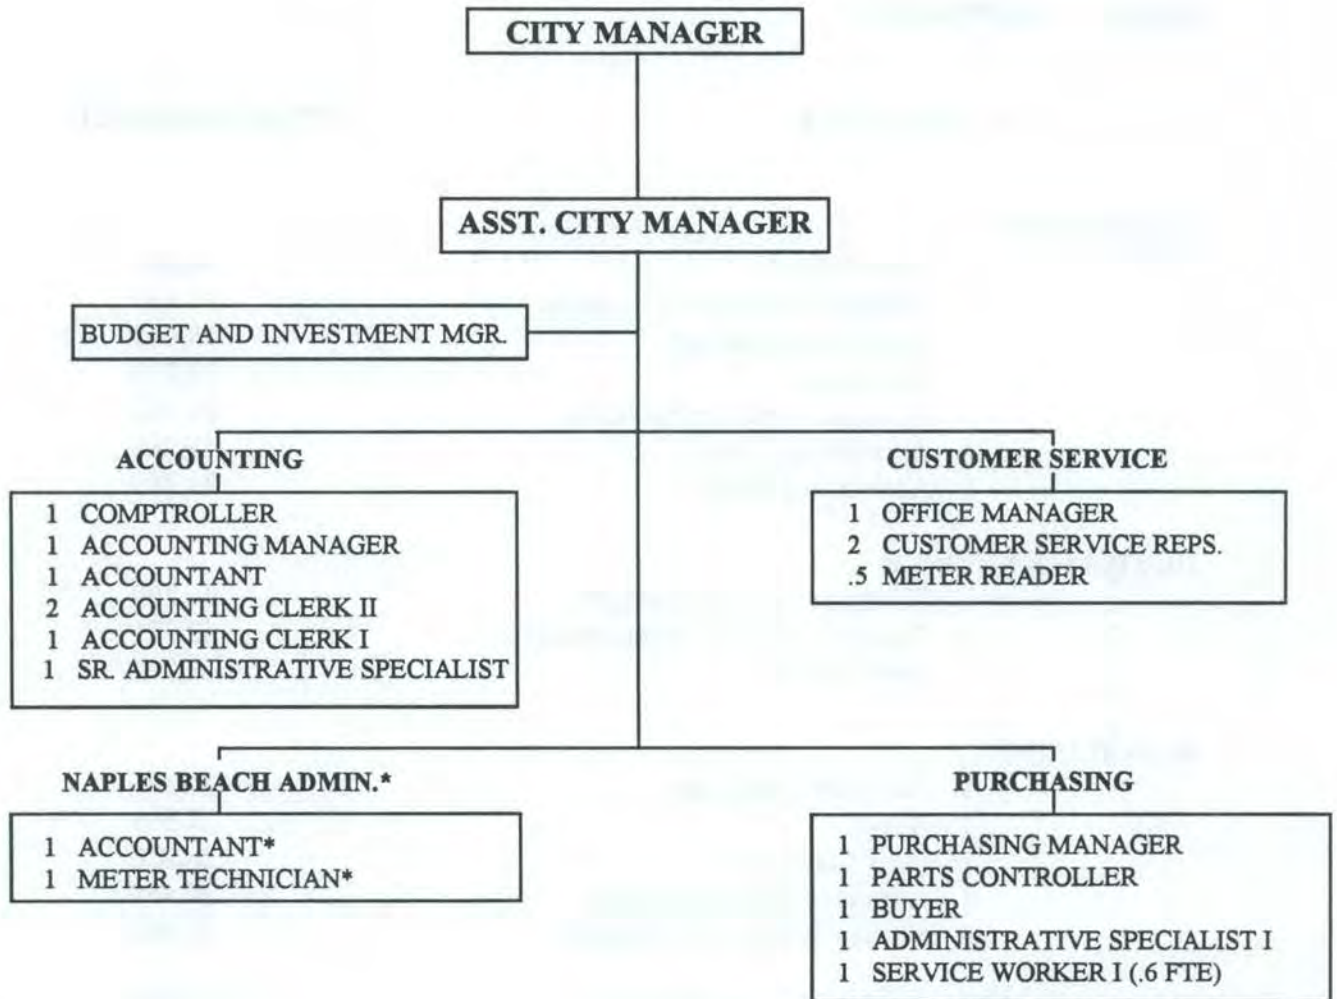 CITY MANAGER
ASST. CITY MANAGER
BUDGET AND INVESTMENT MGR.
ACCOUNTING
1 COMPTROLLER
1 ACCOUNTING MANAGER
1 ACCOUNTANT
2 ACCOUNTING CLERK II
1 ACCOUNTING CLERK I
1 SR. ADMINISTRATIVE SPECIALIST
CUSTOMER SERVICE
1 OFFICE MANAGER
2 CUSTOMER SERVICE REPS.
.5 METER READER
NAPLES BEACH ADMIN.*
1 ACCOUNTANT*
1 METER TECHNICIAN*
PURCHASING
1 PURCHASING MANAGER
1 PARTS CONTROLLER
1 BUYER
1 ADMINISTRATIVE SPECIALIST I
1 SERVICE WORKER I (.6 FTE)